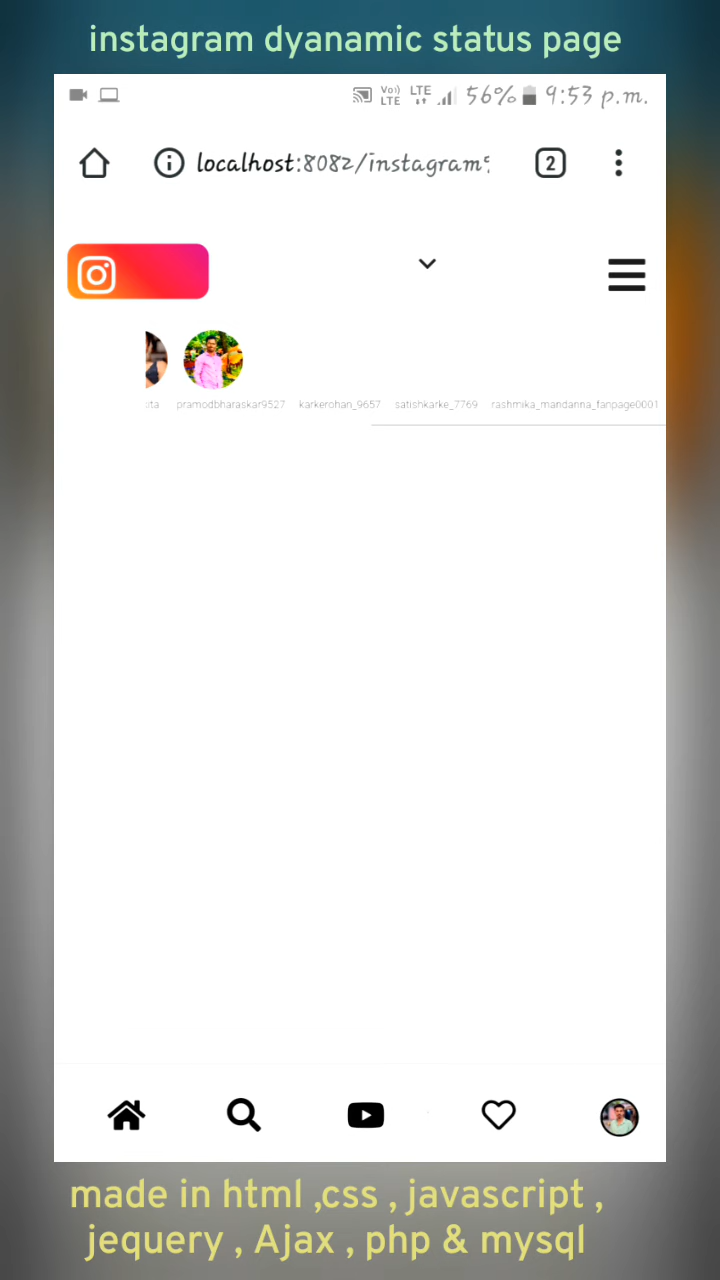 instagram dyanamic status page
Vo))
LTE LTE 56% 9:53 p.m.
localhost:8082/instagram
2
ita pramodbharaskar9527 karkerohan_9657 satishkarke_7769 rashmika_mandanna_fanpage0001
made in html ,css , javascript ,
jequery , Ajax , php & mysql